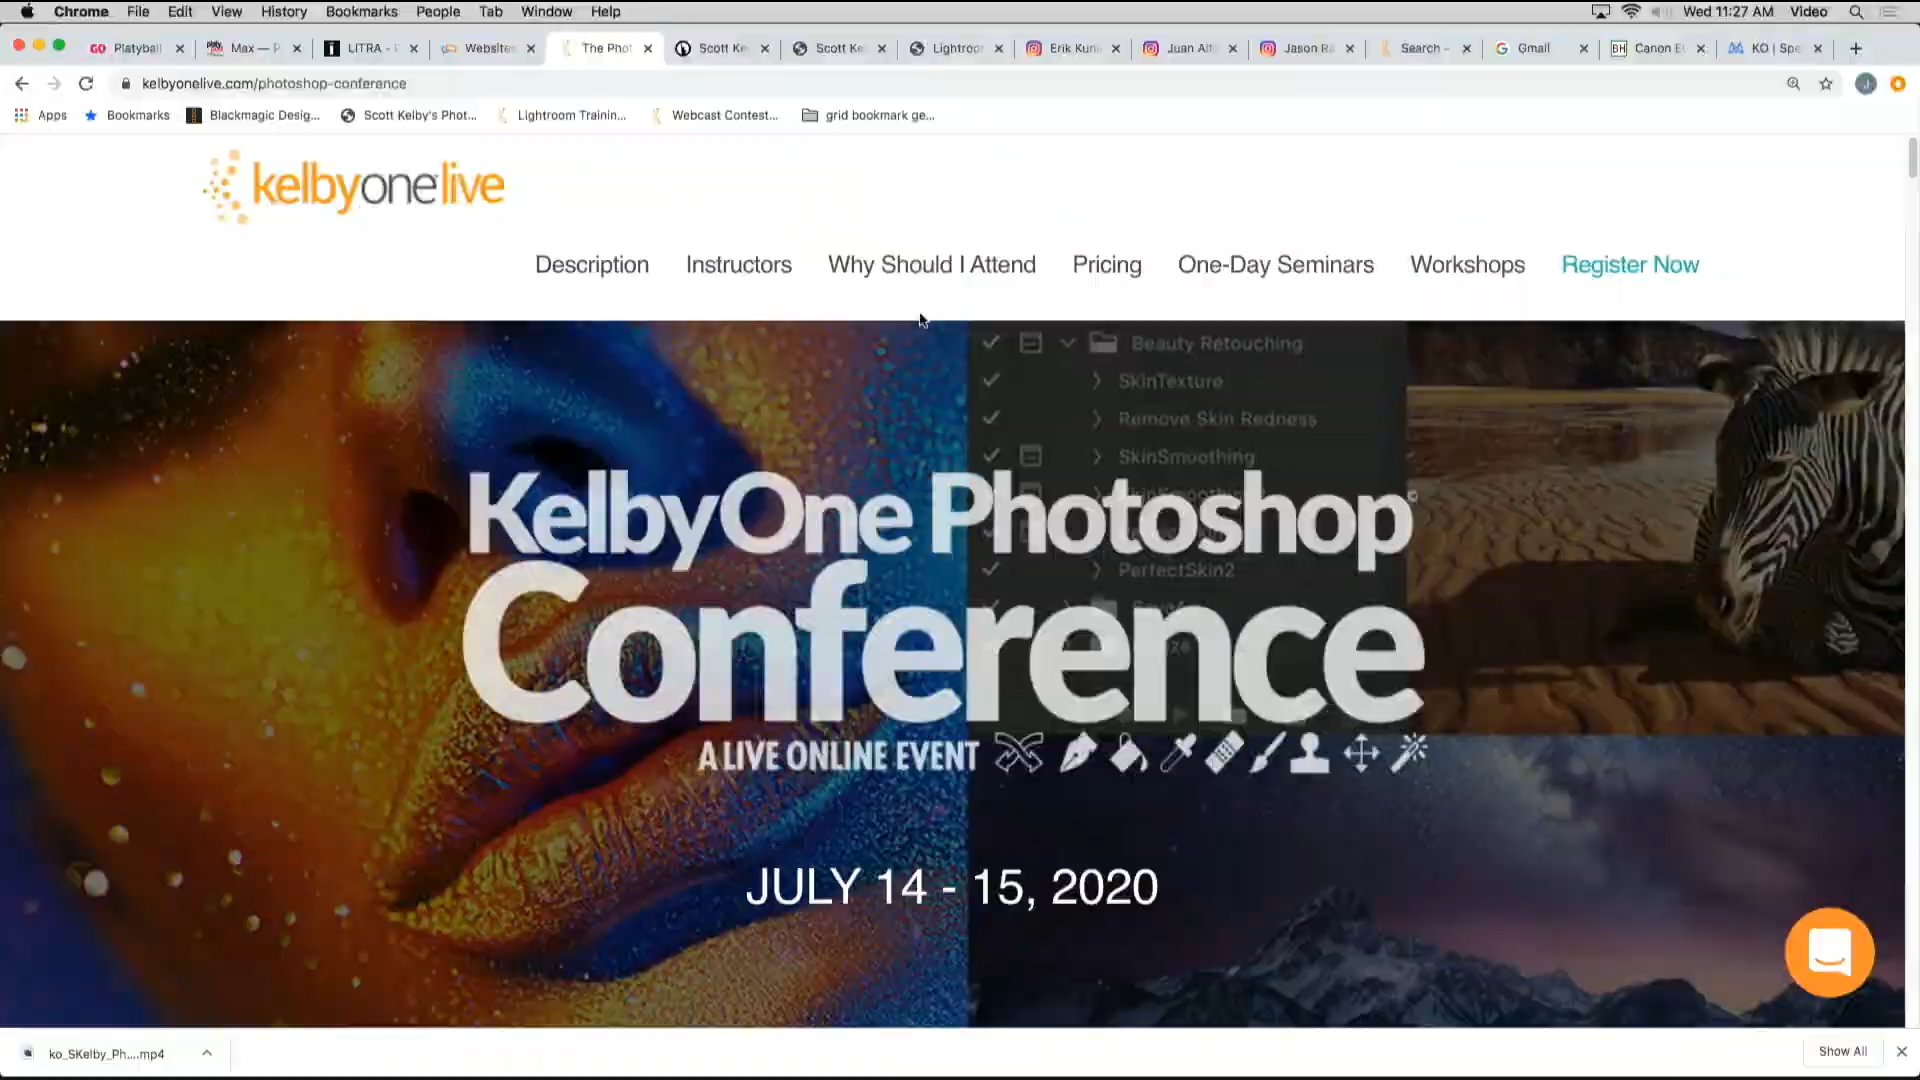 Chrome File Edit View History Bookmarks People Tab Window Help Wed 11:27 AM Video
Platyball Max — P LITRA - F Websites The Phot Scott Ke Scott Ke Lightroor Erik Kun Juan Alf Jason Ra Search - Gmail Canon E KO | Spe
kelbyonelive.com/photoshop-conference
Apps Bookmarks Blackmagic Desig... Scott Kelby's Phot... Lightroom Trainin... Webcast Contest... grid bookmark ge...
kelbyonelive
Description Instructors Why Should I Attend Pricing One-Day Seminars Workshops Register Now
Beauty Retouching
SkinTexture
Remove Skin Redness
SkinSmoothing
KelbyOne Photoshop
PerfectSkin2
Conference
A LIVE ONLINE EVENT
JULY 14 - 15, 2020
ko_SKelby_Ph....mp4 Show All